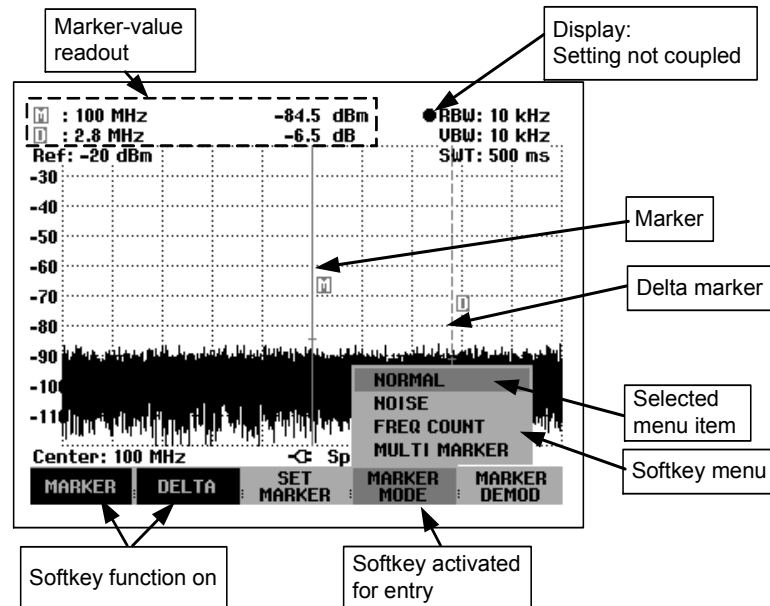 Marker-value
readout
Display:
Setting not coupled
M : 100 MHz -84.5 dBm RBW: 10 kHz
D : 2.8 MHz -6.5 dB VBW: 10 kHz
Ref: -20 dBm SWT: 500 ms
-30
-40
-50
-60
Marker
M
-70
D
Delta marker
-80
-90
-100
-110
NORMAL
NOISE
FREQ COUNT
MULTI MARKER
Selected
menu item
Softkey menu
Center: 100 MHz Sp
MARKER DELTA SET MARKER MARKER
MARKER MODE DEMOD
Softkey function on
Softkey activated
for entry